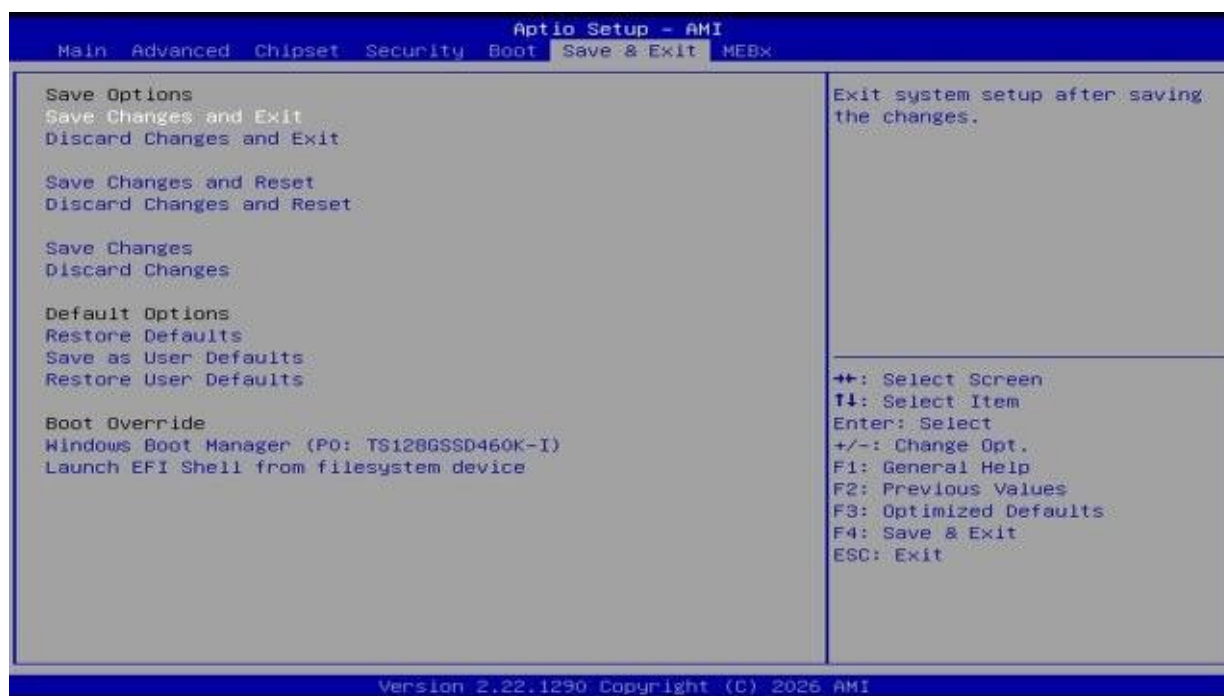 Aptio Setup – AMI
Main Advanced Chipset Security Boot Save & Exit MEBx
Save Options
Save Changes and Exit
Discard Changes and Exit
Save Changes and Reset
Discard Changes and Reset
Save Changes
Discard Changes
Default Options
Restore Defaults
Save as User Defaults
Restore User Defaults
Boot Override
Windows Boot Manager (P0: TS128GSSD460K-I)
Launch EFI Shell from filesystem device
Exit system setup after saving
the changes.
→←: Select Screen
↑↓: Select Item
Enter: Select
+/-: Change Opt.
F1: General Help
F2: Previous Values
F3: Optimized Defaults
F4: Save & Exit
ESC: Exit
Version 2.22.1290 Copyright (C) 2026 AMI